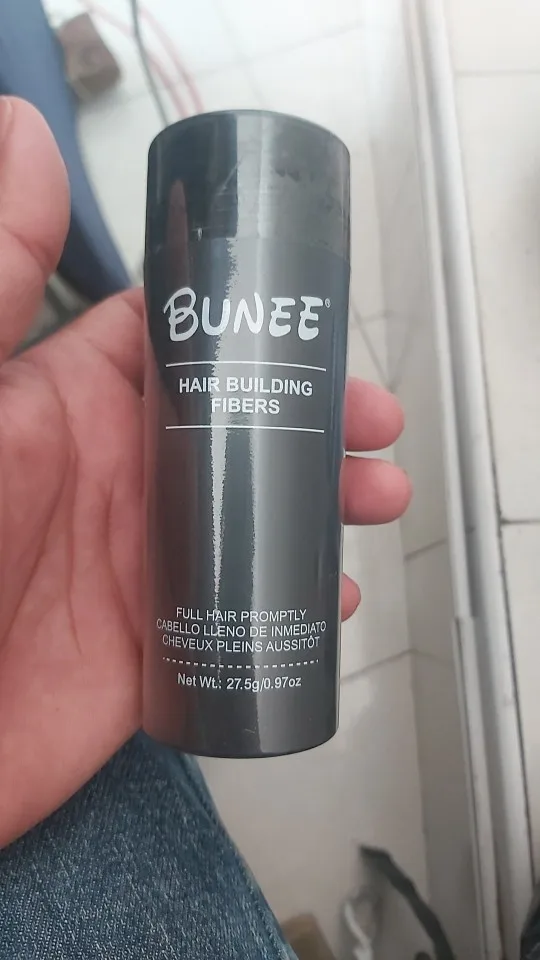 BUNEE®
HAIR BUILDING
FIBERS
FULL HAIR PROMPTLY
CABELLO LLENO DE INMEDIATO
CHEVEUX PLEINS AUSSITÔT
Net Wt.: 27.5g/0.97oz